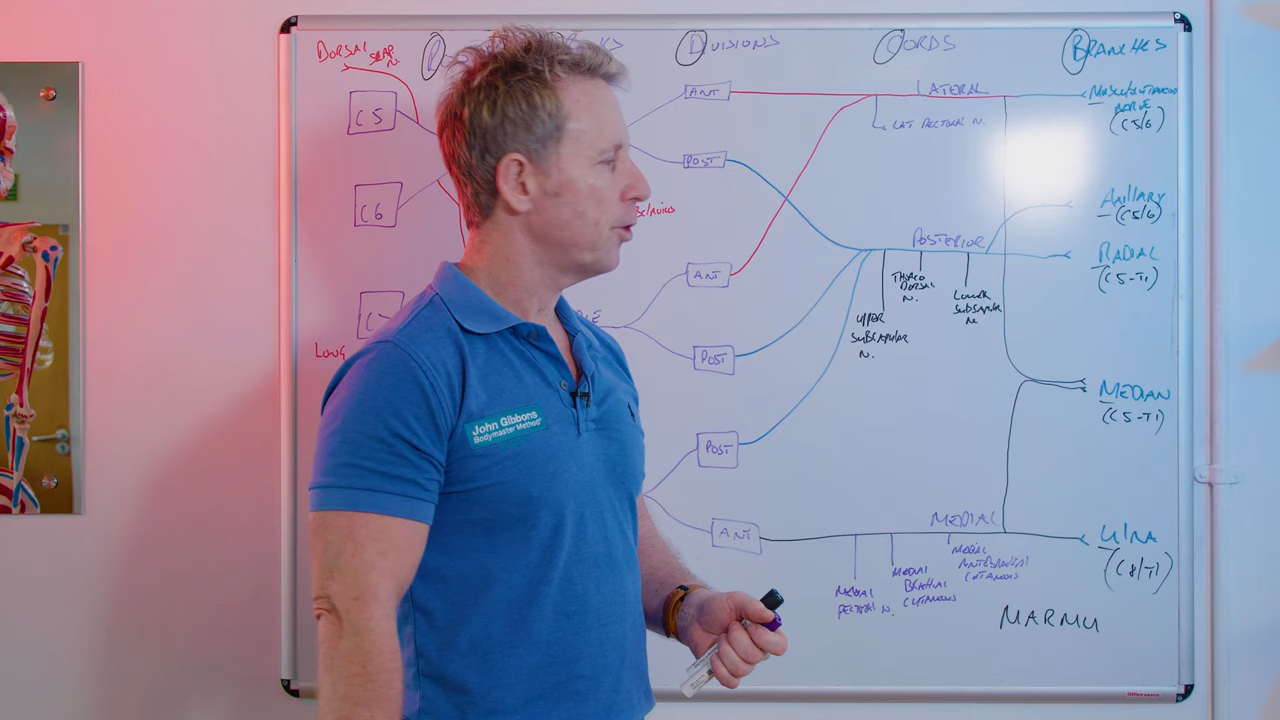 DORSAL
SCAP
N.
DIVISIONS
CORDS
BRANCHES
C5
ANT
LATERAL
LAT PECTORAL N.
MUSCULOCUTANEOUS
NERVE
(C5/6)
POST
C6
AXILLARY
(C5/6)
POSTERIOR
RADIAL
(C5-T1)
ANT
THORACO
DORSAL
N.
UPPER
SUBSCAPULAR
N.
LOWER
SUBSCAPULAR
N.
LONG
POST
MEDIAN
(C5-T1)
John Gibbons
Bodymaster Method®
POST
ANT
MEDIAL
ULNA
(C8/T1)
MEDIAL
PECTORAL N.
MEDIAL
BRACHIAL
CUTANOUS
MEDIAL
ANTEBRACHIAL
CUTANOUS
MARMU